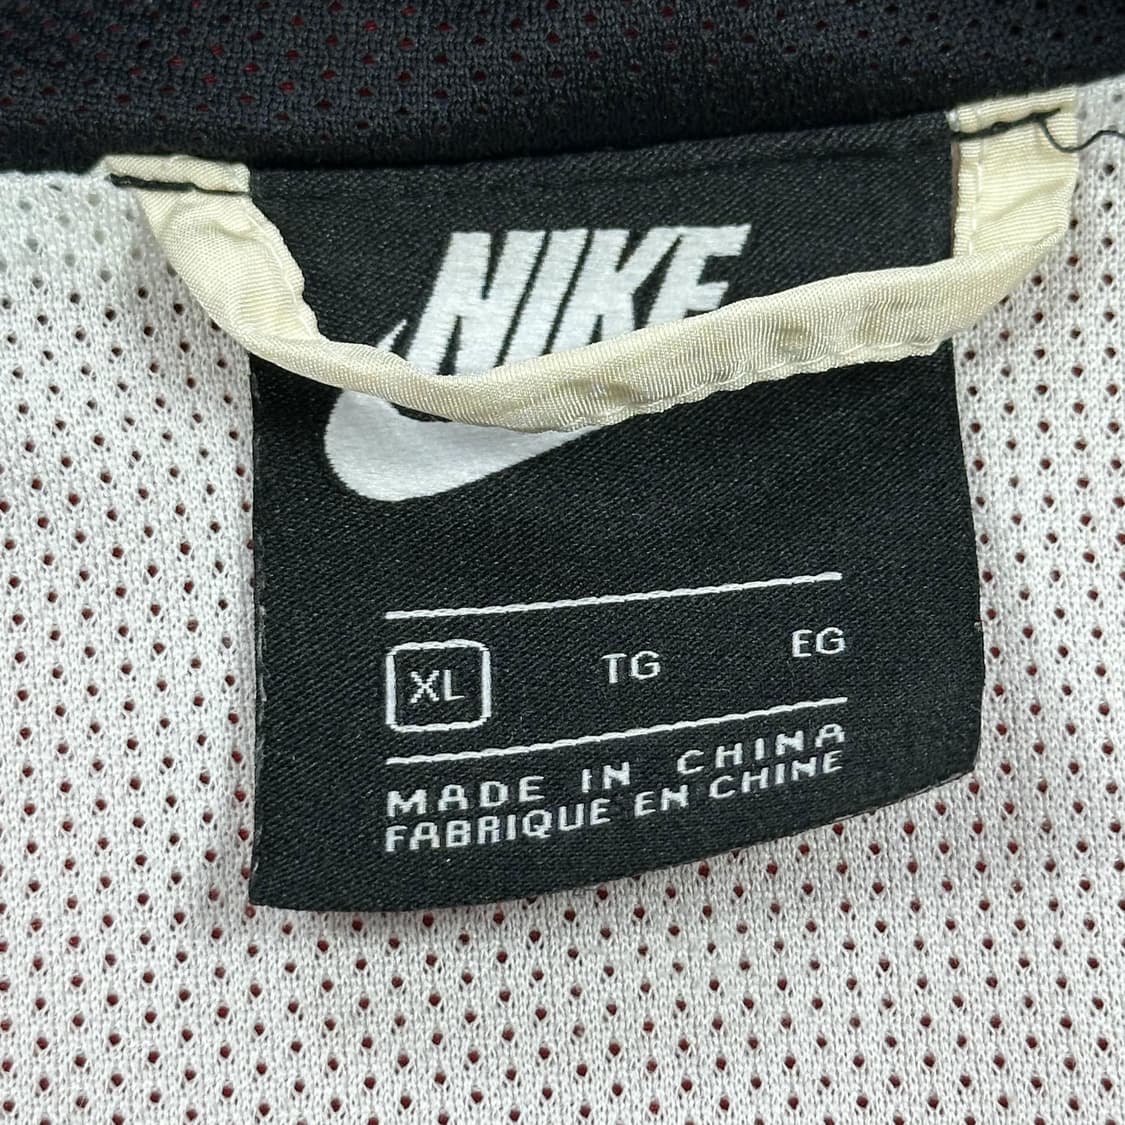 NIKE
XL TG EG
MADE IN CHINA
FABRIQUE EN CHINE